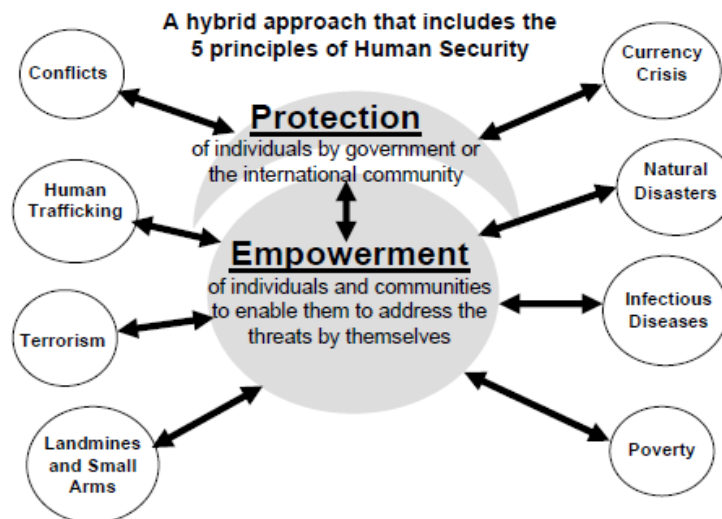 A hybrid approach that includes the
5 principles of Human Security
Conflicts
Currency
Crisis
Protection
of individuals by government or
the international community
Human
Trafficking
Natural
Disasters
Empowerment
of individuals and communities
to enable them to address the
threats by themselves
Terrorism
Infectious
Diseases
Landmines
and Small
Arms
Poverty